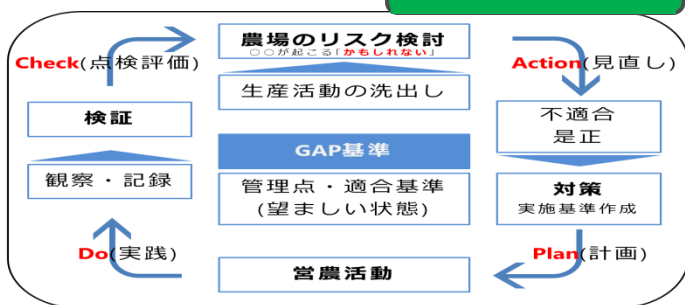 農場のリスク検討
○○が起こる「かもしれない」
生産活動の洗出し
Check(点検評価)
Action(見直し)
検証
観察・記録
GAP基準
管理点・適合基準
(望ましい状態)
不適合
是正
対策
実施基準作成
Do(実践)
営農活動
Plan(計画)